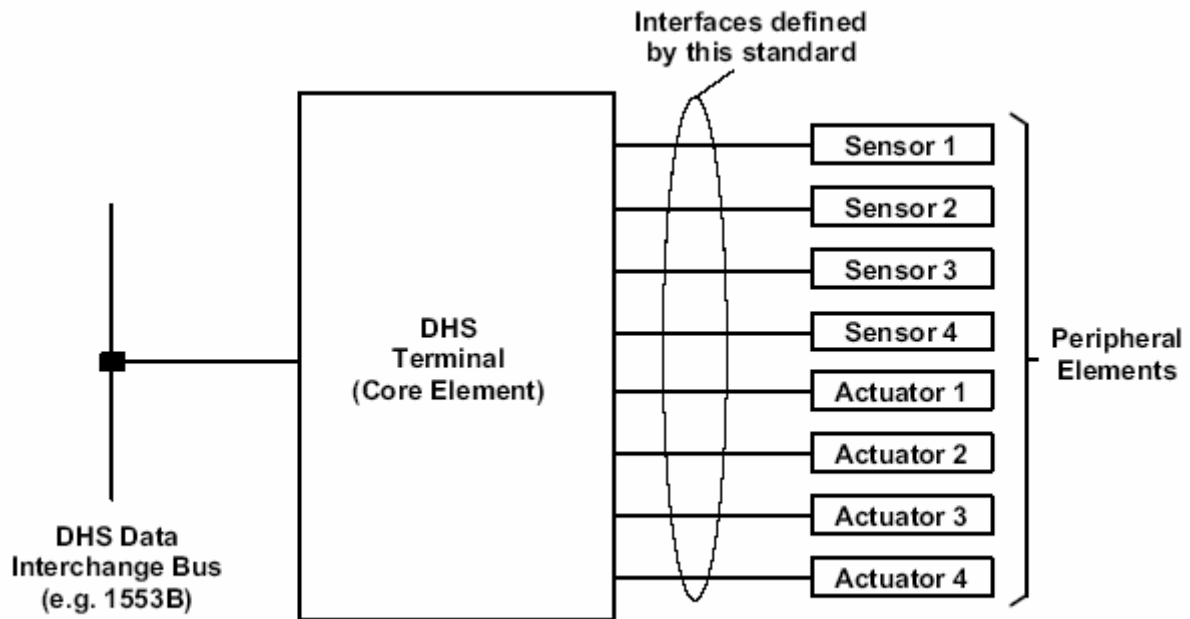 Interfaces defined
by this standard
Sensor 1
Sensor 2
Sensor 3
Sensor 4
Actuator 1
Actuator 2
Actuator 3
Actuator 4
Peripheral
Elements
DHS
Terminal
(Core Element)
DHS Data
Interchange Bus
(e.g. 1553B)